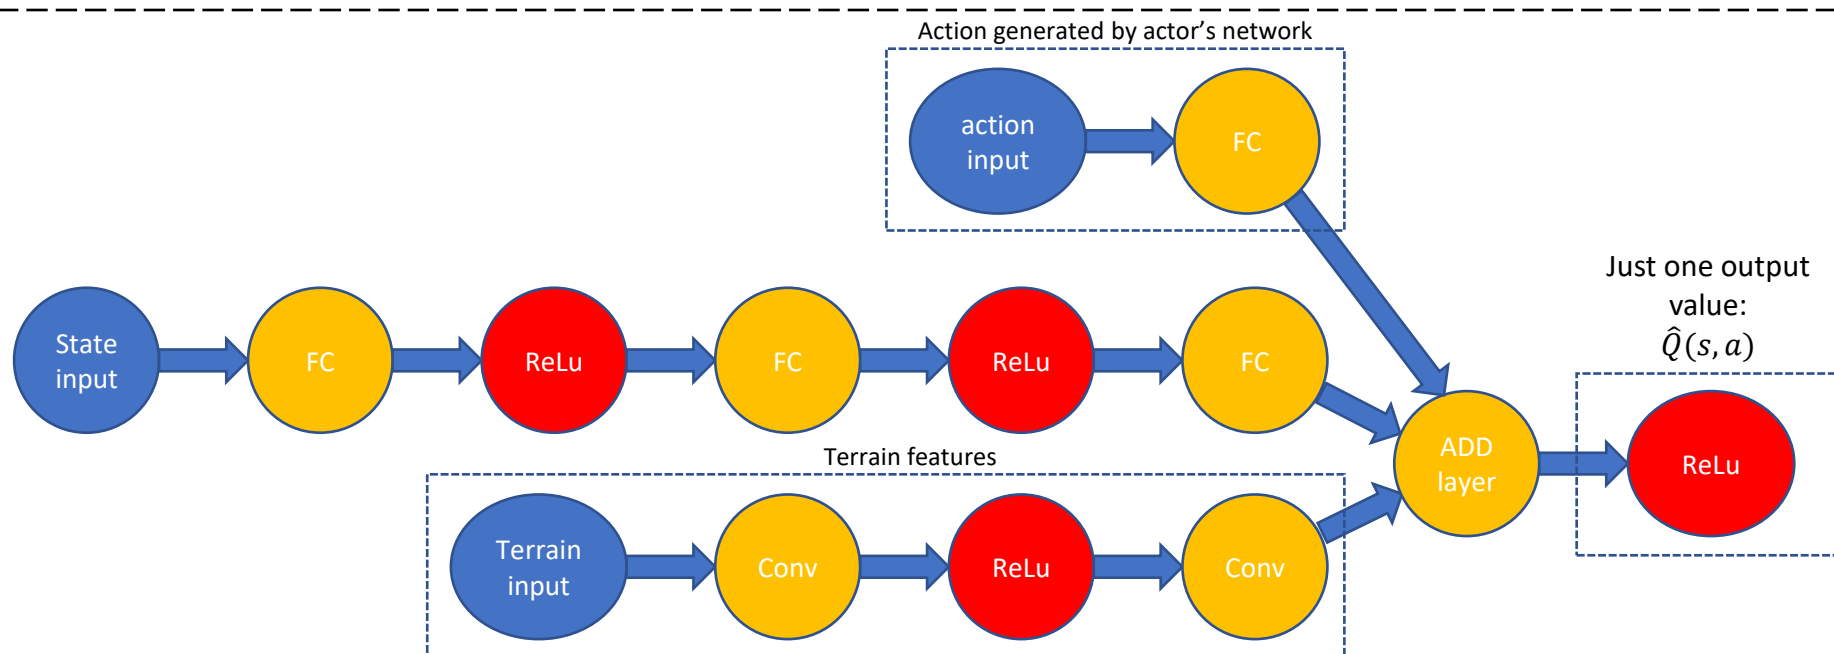 Action generated by actor's network
action
input
FC
Just one output
value:
Q̂(s, a)
State
input
FC
ReLu
FC
ReLu
FC
ADD
layer
ReLu
Terrain features
Terrain
input
Conv
ReLu
Conv